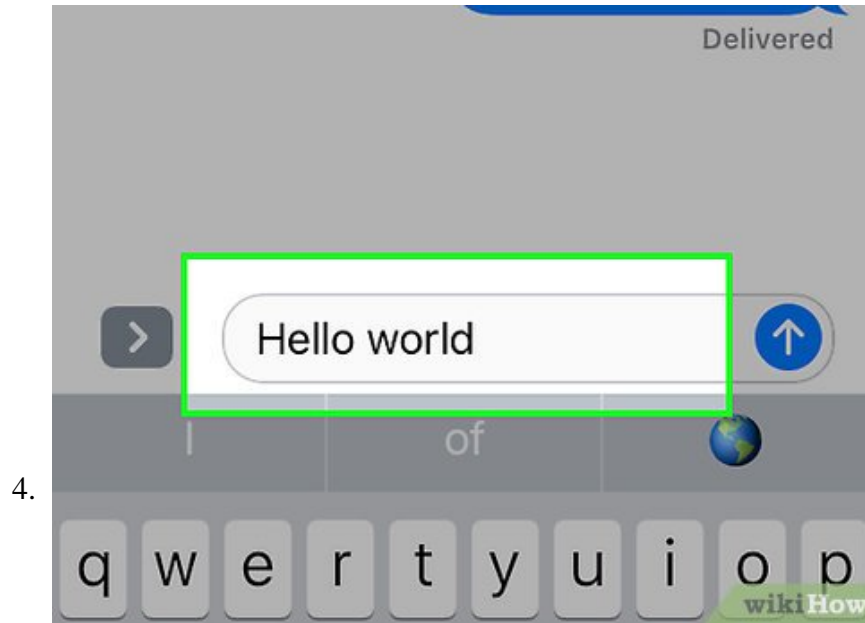 Delivered
Hello world
I of
4.
q w e r t y u i o p
wikiHow